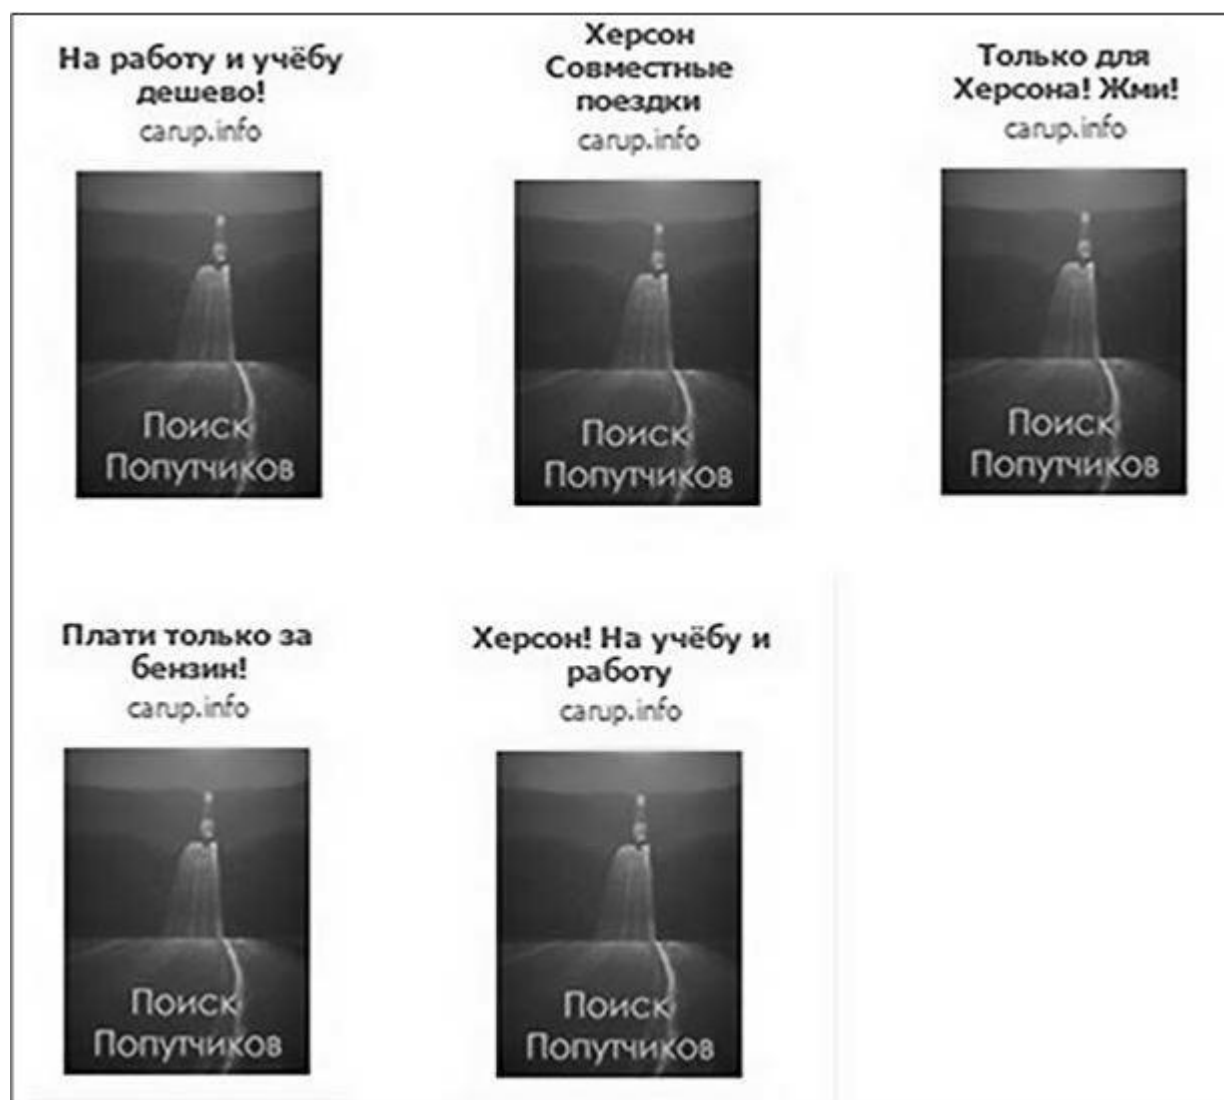 На работу и учёбу
дешево!
carup.info
Поиск
Попутчиков
Херсон
Совместные
поездки
carup.info
Поиск
Попутчиков
Только для
Херсона! Жми!
carup.info
Поиск
Попутчиков
Плати только за
бензин!
carup.info
Поиск
Попутчиков
Херсон! На учёбу и
работу
carup.info
Поиск
Попутчиков